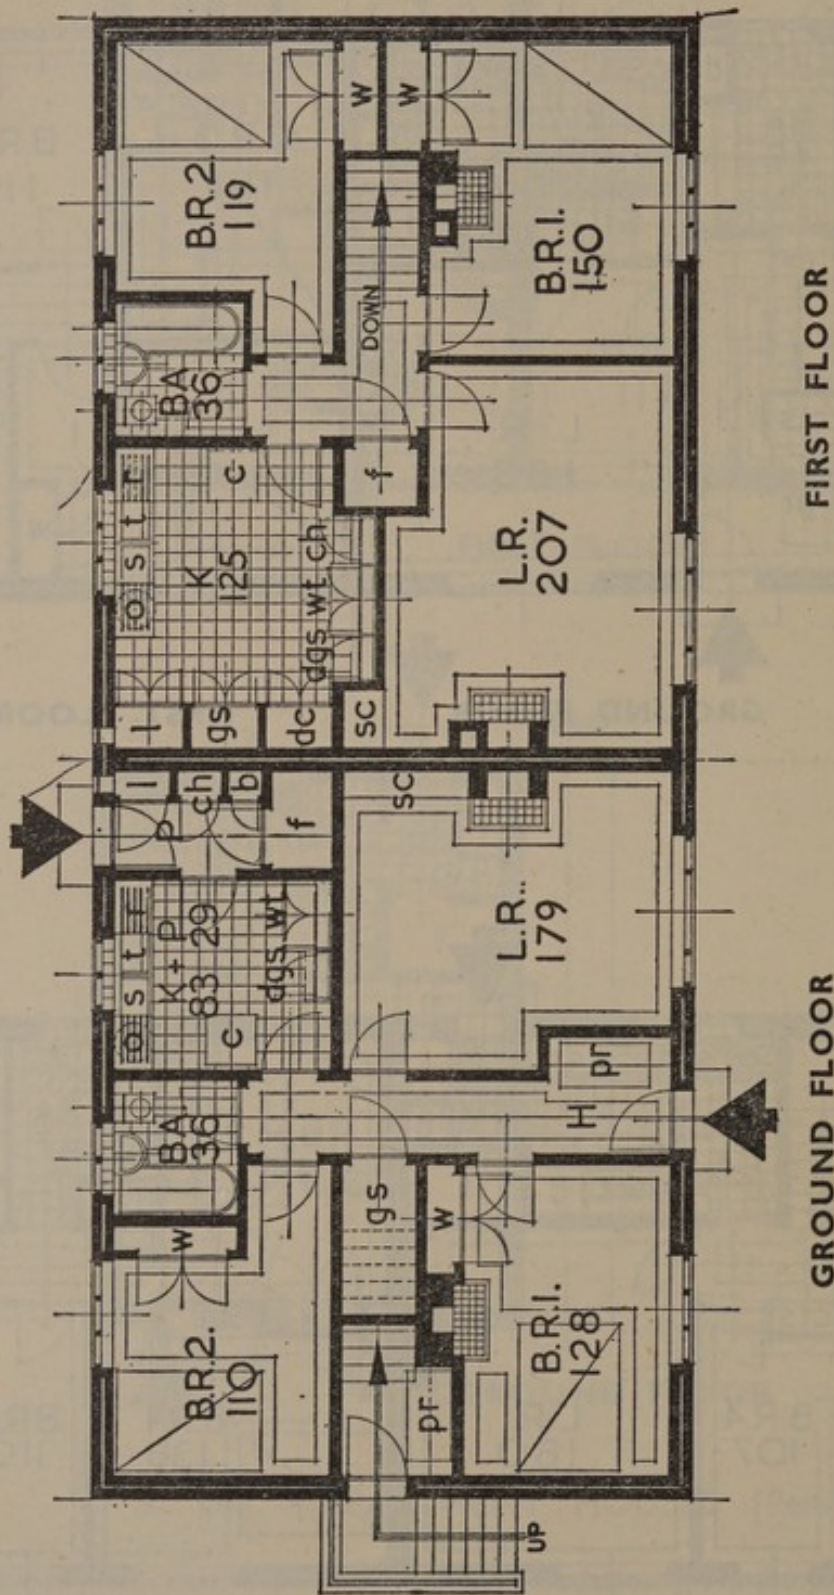 B.R.2.
110
w
BA
36
o s t r
K + P
83 29
c
dgs wt
l
P
ch
b
f
gs
UP
pr
w
B.R.1.
128
H
pr
L.R..
179
sc
GROUND FLOOR
l
gs
dc
o s t r
K
125
c
dgs wt ch
sc
f
BA
36
B.R.2.
119
w
w
DOWN
L.R.
207
B.R.1.
150
FIRST FLOOR